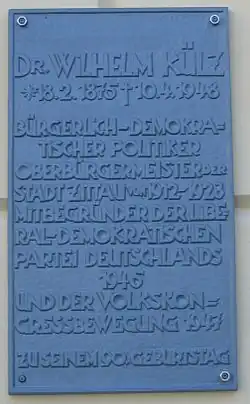 DR. WILHELM KÜLZ
*18.2.1875 †10.4.1948
BÜRGERLICH-DEMOKRA-
TISCHER POLITIKER
OBERBÜRGERMEISTER DER
STADT ZITTAU VON 1912-1923
MITBEGRÜNDER DER LIBE-
RAL-DEMOKRATISCHEN
PARTEI DEUTSCHLANDS
1945
UND DER VOLKSKON-
GRESSBEWEGUNG 1947
ZU SEINEM 90. GEBURTSTAG